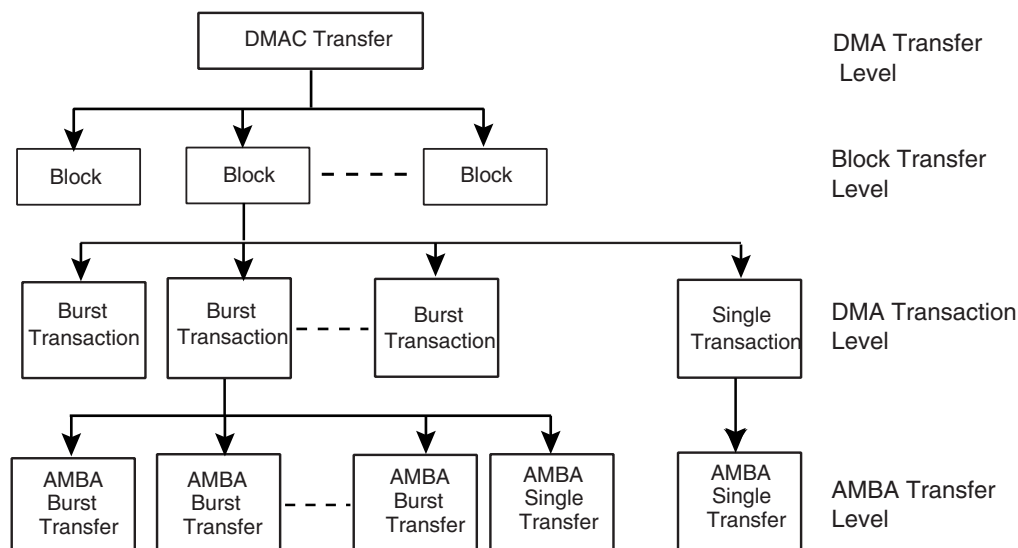 DMAC Transfer
DMA Transfer
Level
Block
Block
Block
Block Transfer
Level
Burst
Transaction
Burst
Transaction
Burst
Transaction
Single
Transaction
DMA Transaction
Level
AMBA
Burst
Transfer
AMBA
Burst
Transfer
AMBA
Burst
Transfer
AMBA
Single
Transfer
AMBA
Single
Transfer
AMBA Transfer
Level